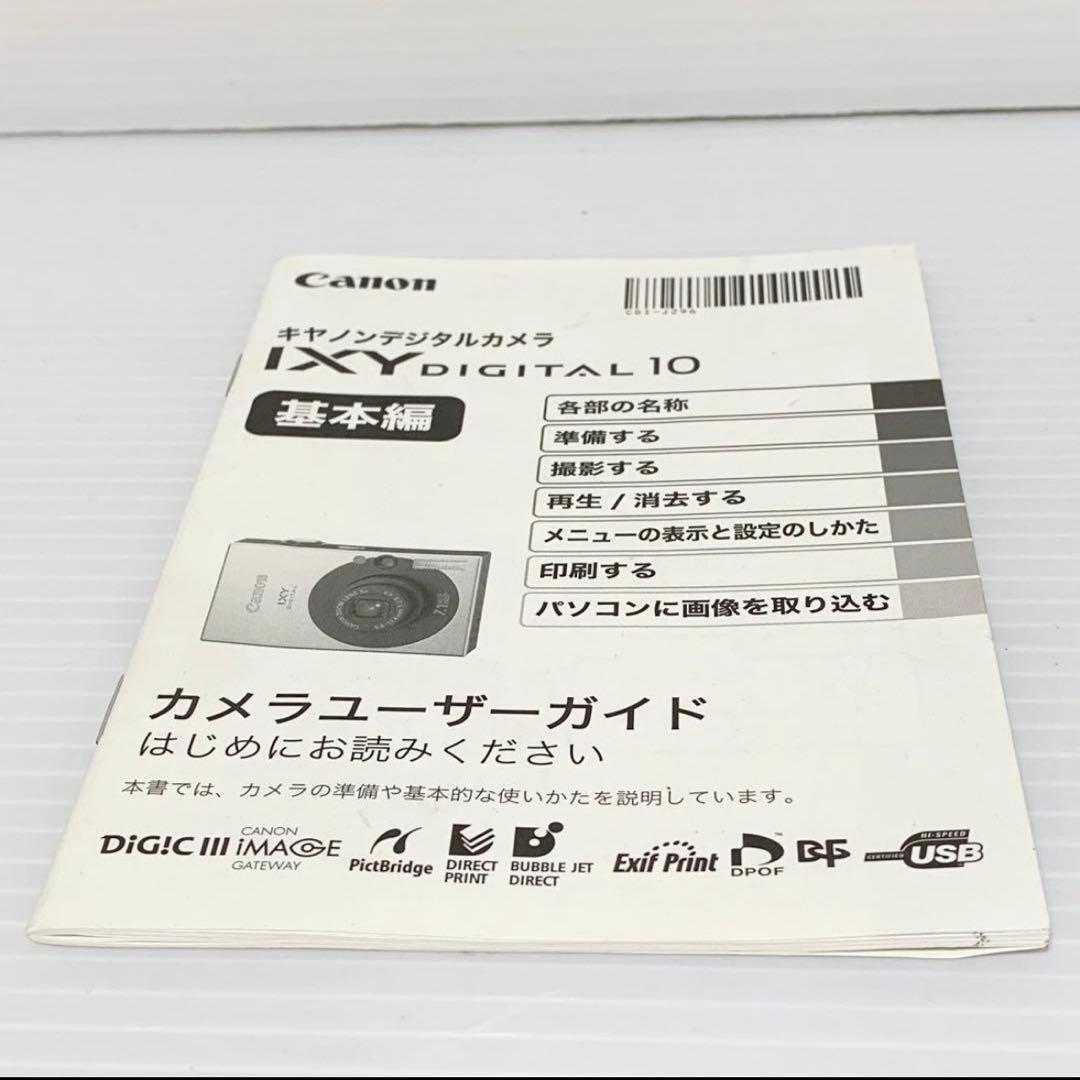 Canon
CDI-J296
キヤノンデジタルカメラ
IXY DIGITAL 10
基本編
各部の名称
準備する
撮影する
再生 / 消去する
メニューの表示と設定のしかた
印刷する
パソコンに画像を取り込む
Canon
IXY
DIGITAL
カメラユーザーガイド
はじめにお読みください
本書では、カメラの準備や基本的な使いかたを説明しています。
DiG!C III
CANON
iMAGE
GATEWAY
PictBridge
DIRECT
PRINT
BUBBLE JET
DIRECT
Exif Print
DPOF
™
BF
HI-SPEED
CERTIFIED
USB